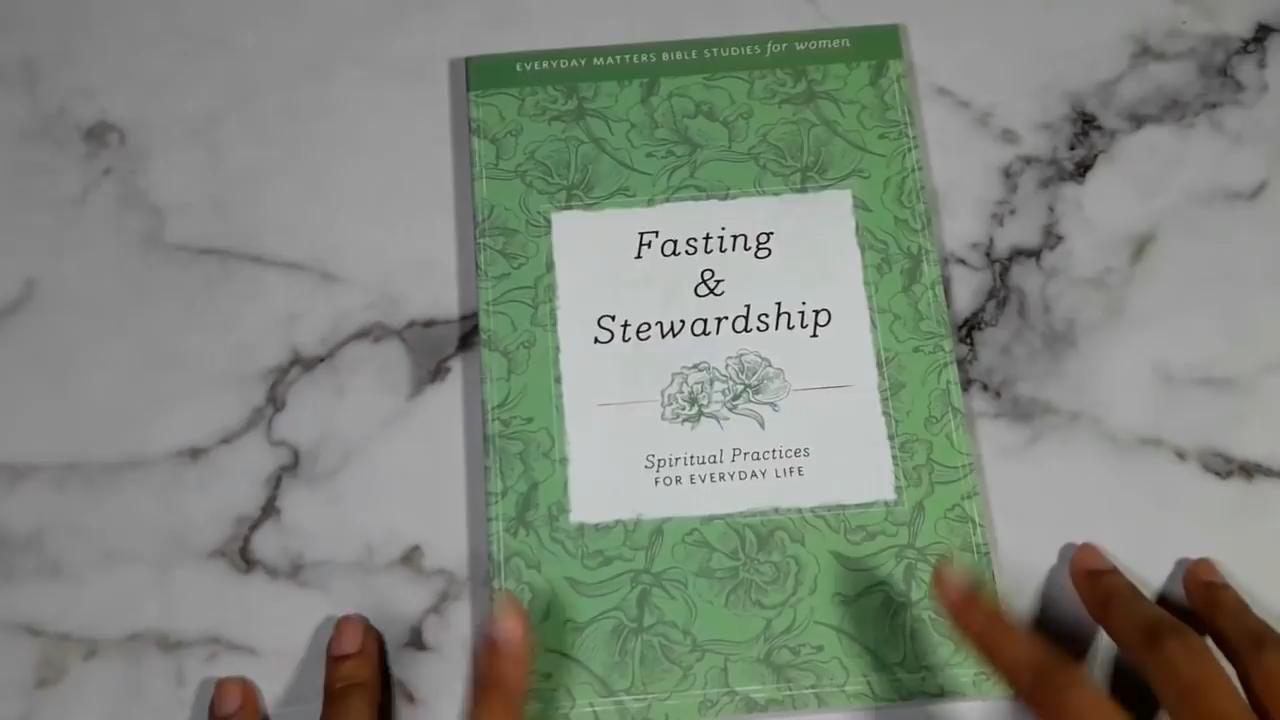 EVERYDAY MATTERS BIBLE STUDIES for women
Fasting
&
Stewardship
Spiritual Practices
FOR EVERYDAY LIFE